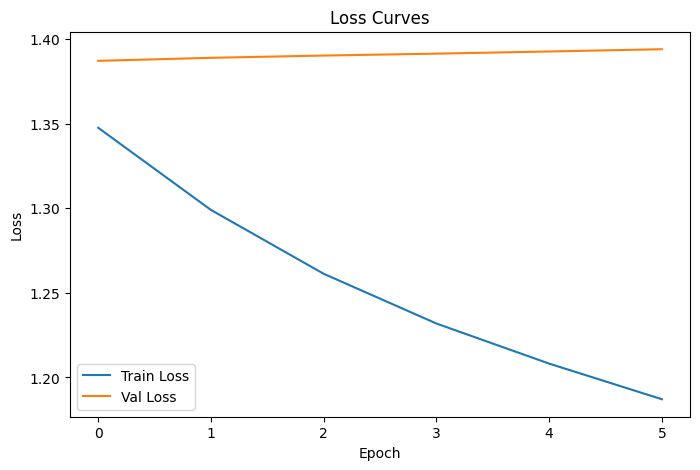 Loss Curves
1.40
1.35
1.30
1.25
1.20
Loss
Train Loss
Val Loss
0 1 2 3 4 5
Epoch